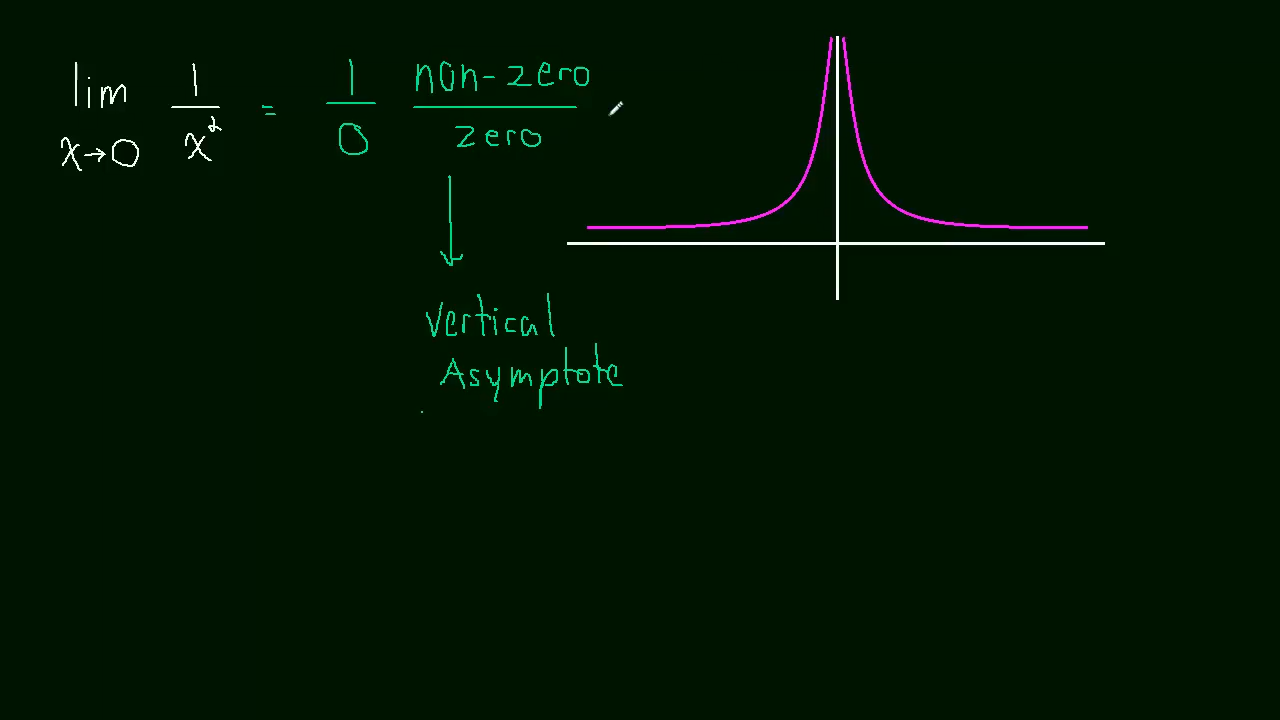 lim 1/x² = 1/0 non-zero/zero
x→0
Vertical
Asymptote